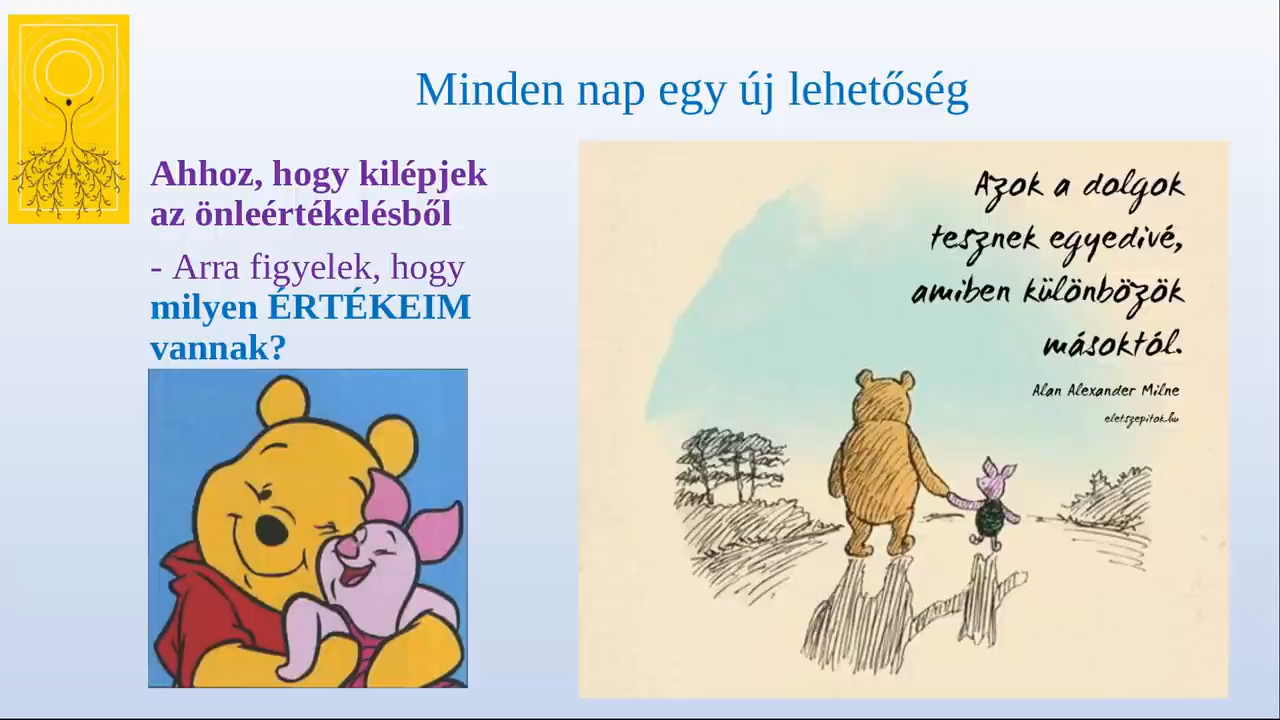 Minden nap egy új lehetőség
Ahhoz, hogy kilépjek
az önleértékelésből
- Arra figyelek, hogy
milyen ÉRTÉKEIM
vannak?
Azok a dolgok
tesznek egyedivé,
amiben különbözök
másoktól.
Alan Alexander Milne
eletszepitok.hu